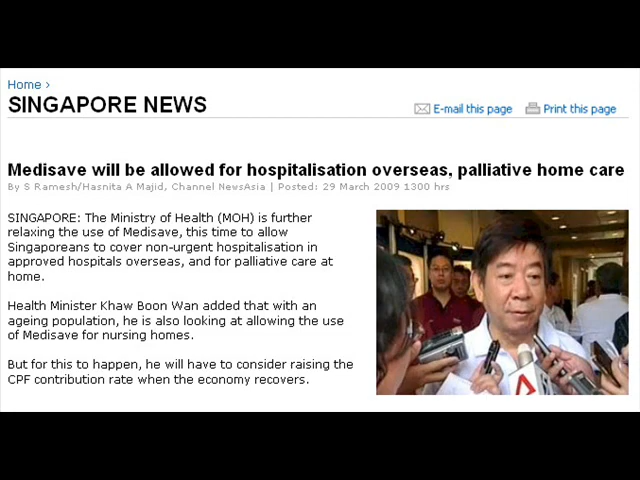 Home ›
SINGAPORE NEWS
E-mail this page
Print this page
Medisave will be allowed for hospitalisation overseas, palliative home care
By S Ramesh/Hasnita A Majid, Channel NewsAsia | Posted: 29 March 2009 1300 hrs
SINGAPORE: The Ministry of Health (MOH) is further
relaxing the use of Medisave, this time to allow
Singaporeans to cover non-urgent hospitalisation in
approved hospitals overseas, and for palliative care at
home.
Health Minister Khaw Boon Wan added that with an
ageing population, he is also looking at allowing the use
of Medisave for nursing homes.
But for this to happen, he will have to consider raising the
CPF contribution rate when the economy recovers.